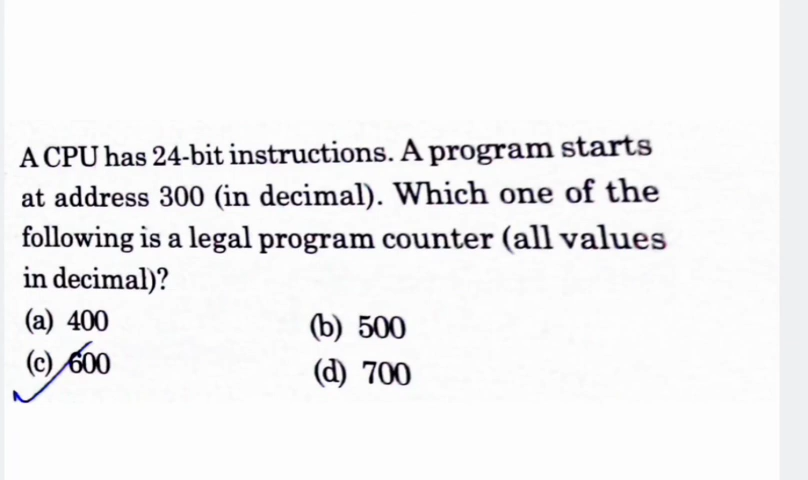 A CPU has 24-bit instructions. A program starts
at address 300 (in decimal). Which one of the
following is a legal program counter (all values
in decimal)?
(a) 400 (b) 500
(c) 600 (d) 700